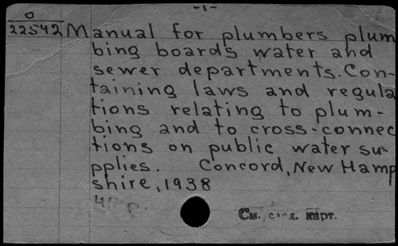 -1-
O
22542 Manual for plumbers plum
bing boards water and
sewer departments. Con-
taining laws and regula
tions relating to plum-
bing and to cross-connec
tions on public water su-
pplies. Concord, New Hamp
shire, 1938
40 p.
См. след. карт.